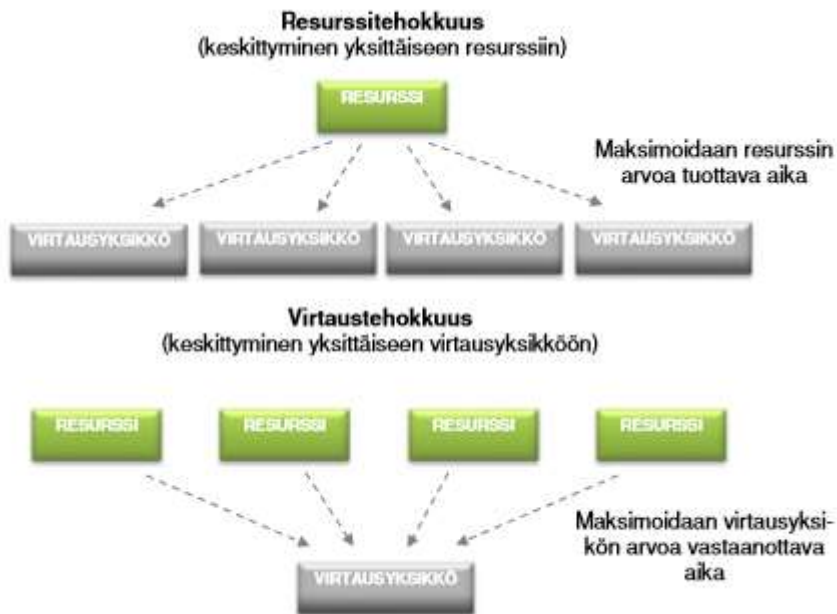 Resurssitehokkuus
(keskittyminen yksittäiseen resurssiin)
RESURSSI
Maksimoidaan resurssin
arvoa tuottava aika
VIRTAUSYKSIKKÖ VIRTAUSYKSIKKÖ VIRTAUSYKSIKKÖ VIRTAUSYKSIKKÖ
Virtaustehokkuus
(keskittyminen yksittäiseen virtausyksikköön)
RESURSSI RESURSSI RESURSSI RESURSSI
Maksimoidaan virtausyksi-
kön arvoa vastaanottava
aika
VIRTAUSYKSIKKÖ